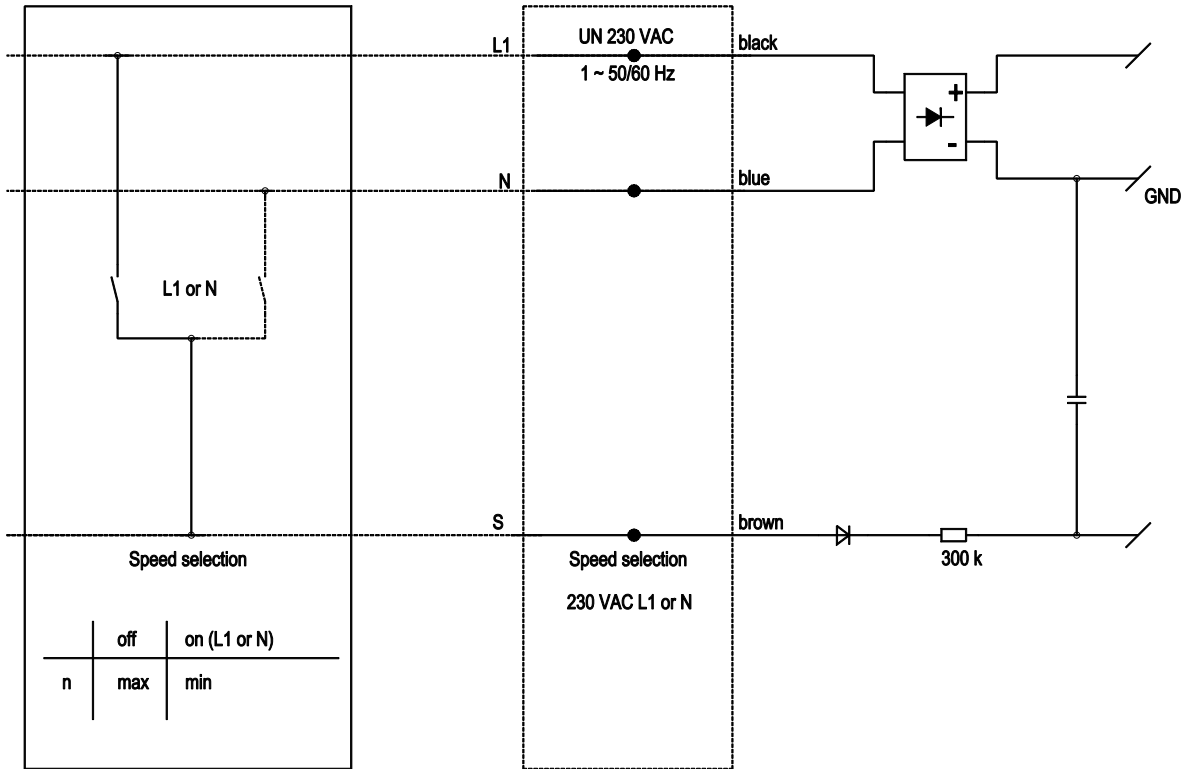 L1
UN 230 VAC
1 ~ 50/60 Hz
black
+
-
N
blue
GND
L1 or N
S
brown
300 k
Speed selection
Speed selection
230 VAC L1 or N
off on (L1 or N)
n max min